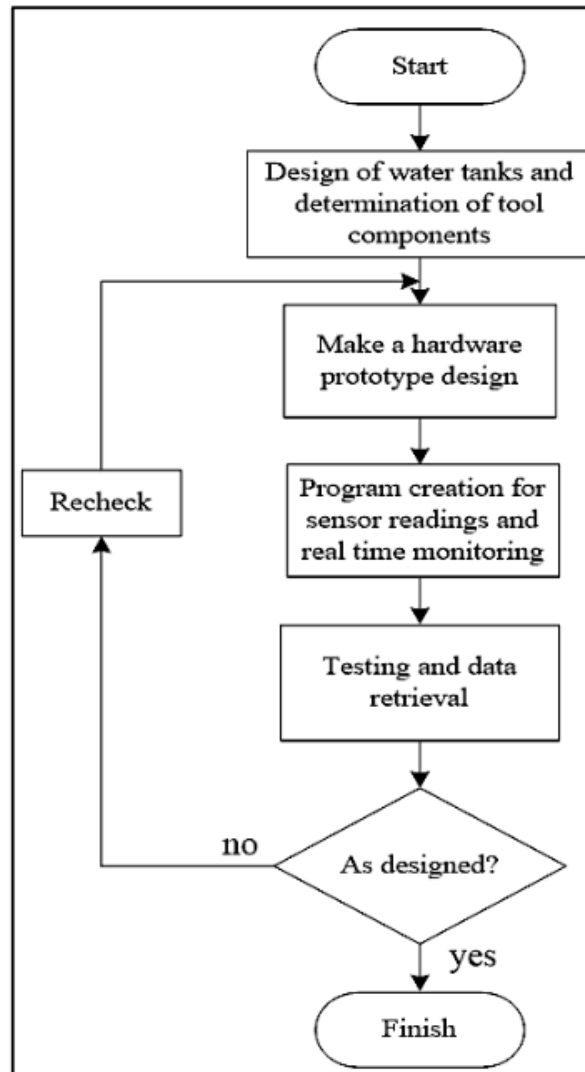 Start
Design of water tanks and
determination of tool
components
Make a hardware
prototype design
Recheck
Program creation for
sensor readings and
real time monitoring
Testing and data
retrieval
no
As designed?
yes
Finish